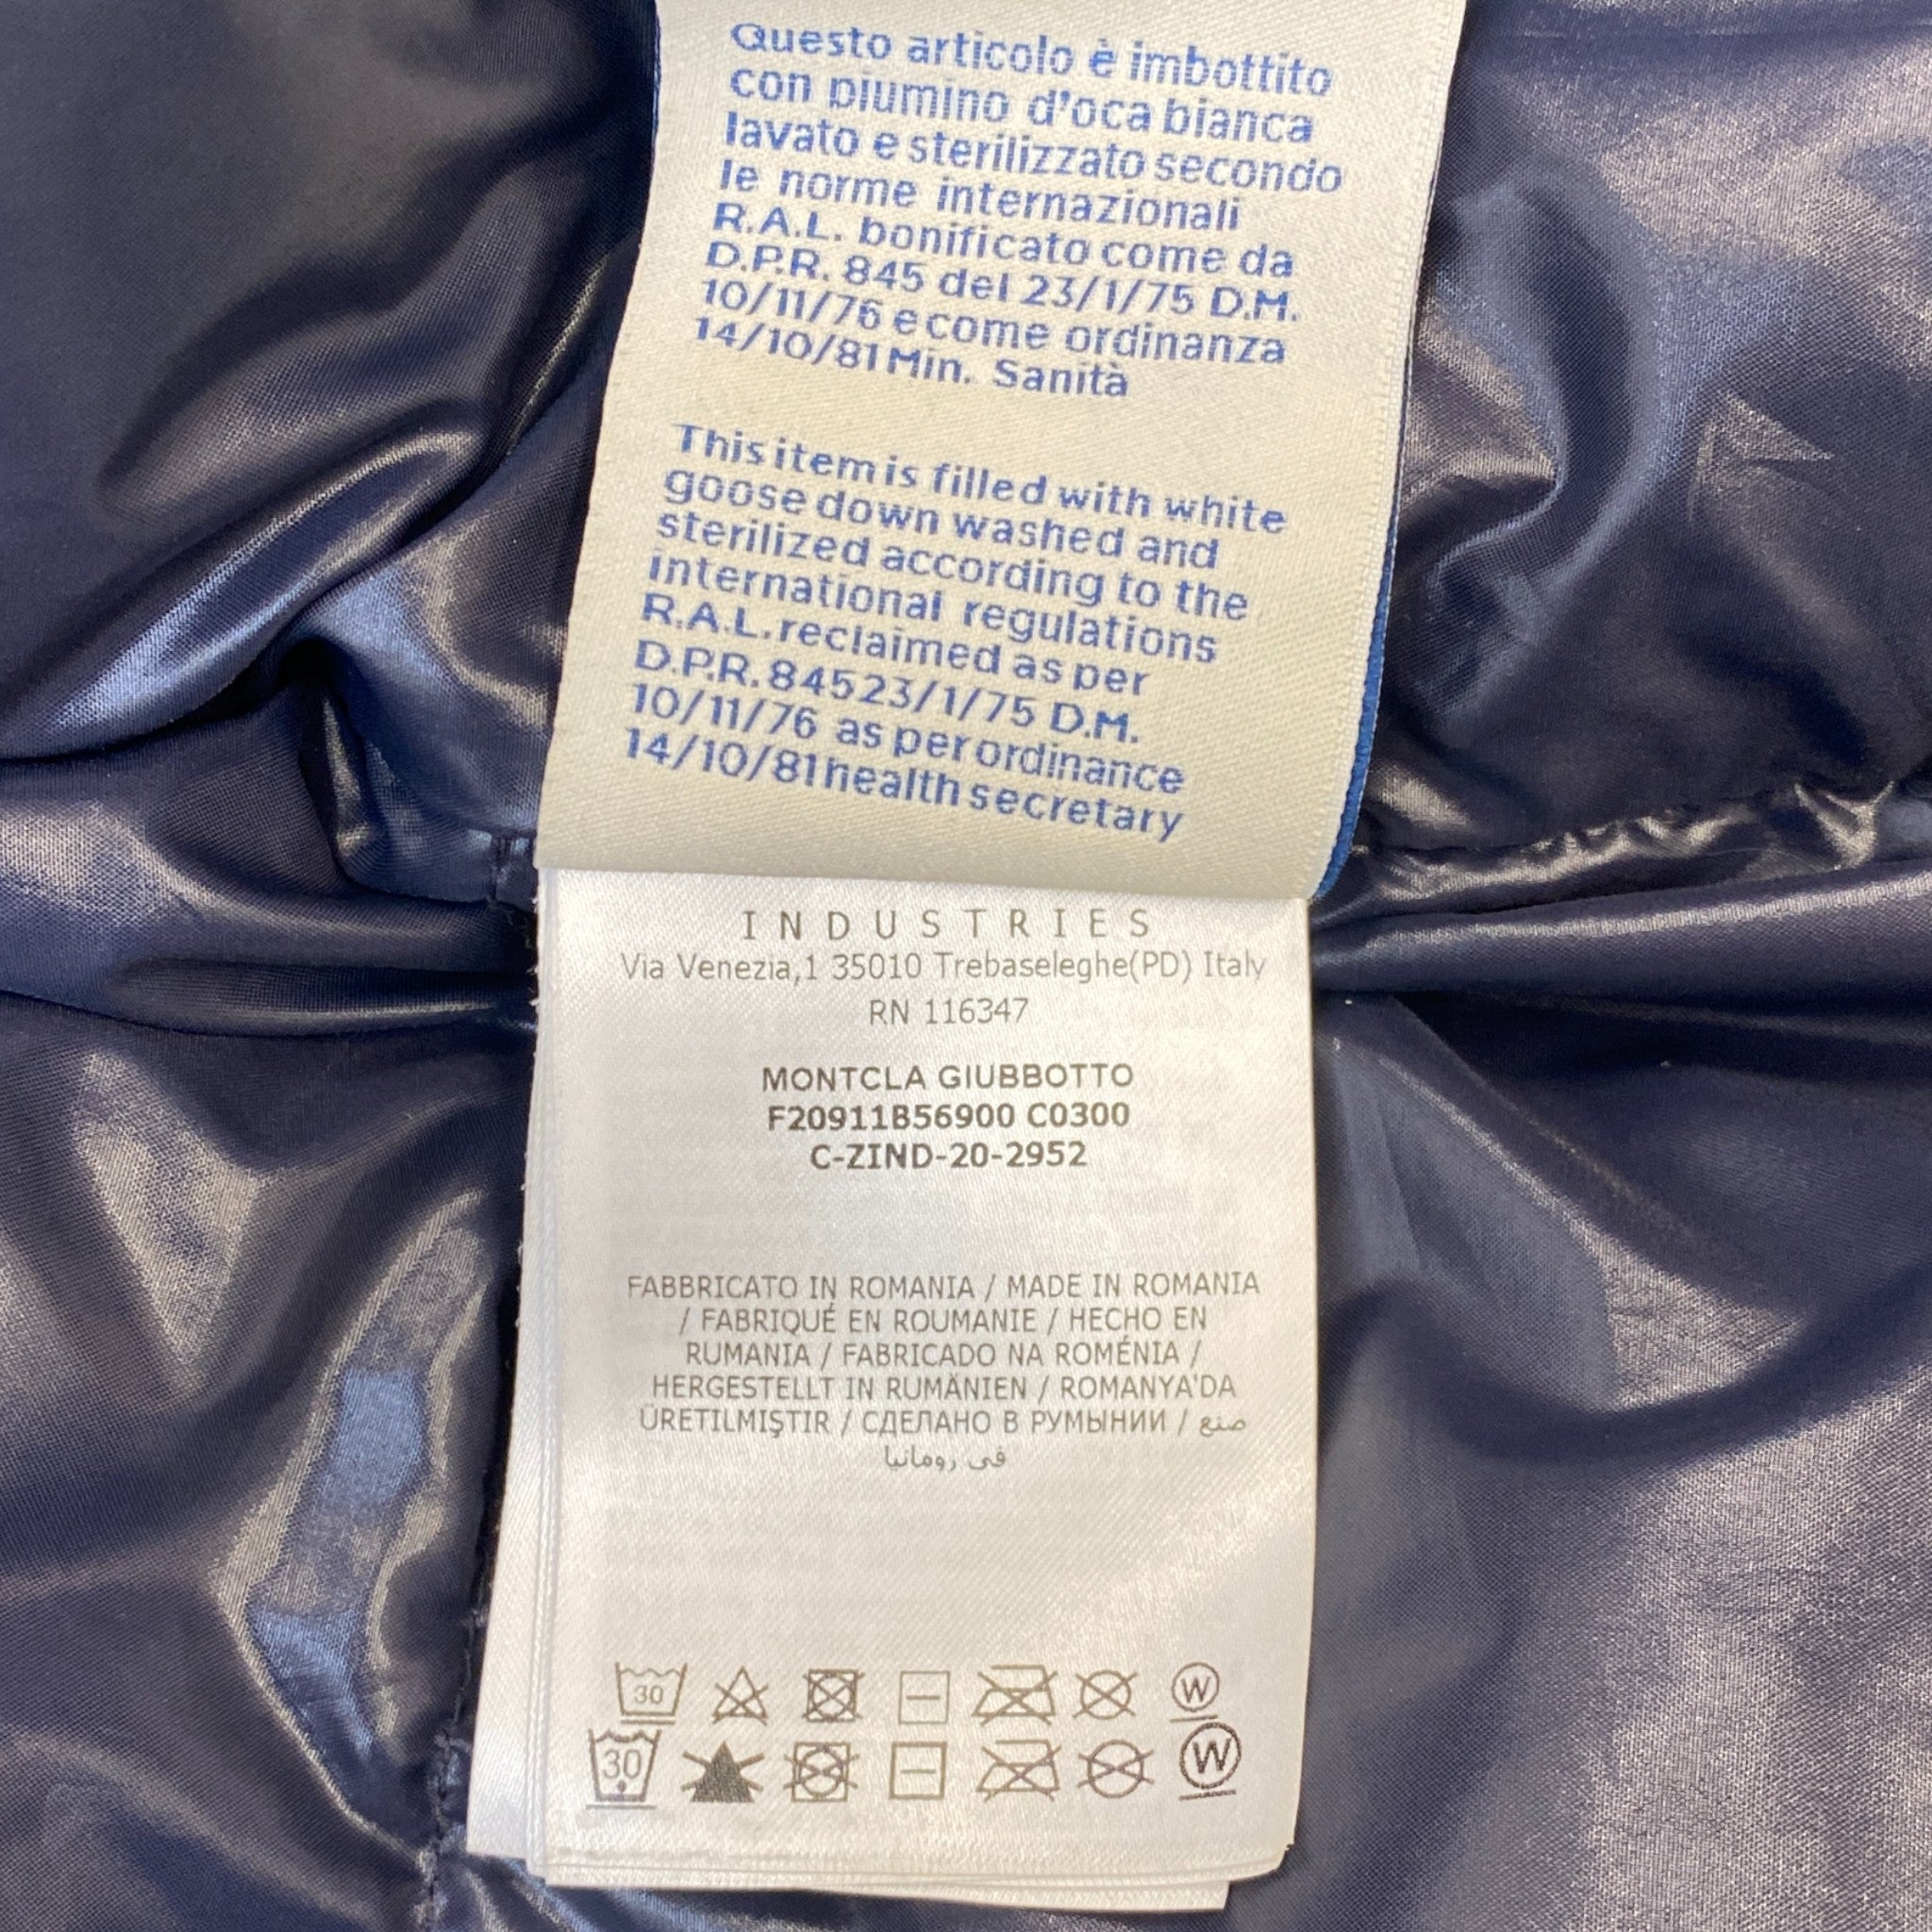 Questo articolo è imbottito
con piumino d'oca bianca
lavato e sterilizzato secondo
le norme internazionali
R.A.L. bonificato come da
D.P.R. 845 del 23/1/75 D.M.
10/11/76 e come ordinanza
14/10/81 Min. Sanità
This item is filled with white
goose down washed and
sterilized according to the
international regulations
R.A.L. reclaimed as per
D.P.R. 845 23/1/75 D.M.
10/11/76 as per ordinance
14/10/81 health secretary
INDUSTRIES
Via Venezia,1 35010 Trebaseleghe(PD) Italy
RN 116347
MONTCLA GIUBBOTTO
F20911B56900 C0300
C-ZIND-20-2952
FABBRICATO IN ROMANIA / MADE IN ROMANIA
/ FABRIQUÉ EN ROUMANIE / HECHO EN
RUMANIA / FABRICADO NA ROMÉNIA /
HERGESTELLT IN RUMÄNIEN / ROMANYA'DA
ÜRETILMIŞTIR / СДЕЛАНО В РУМЫНИИ / صنع
فى رومانيا
30 W
30 W